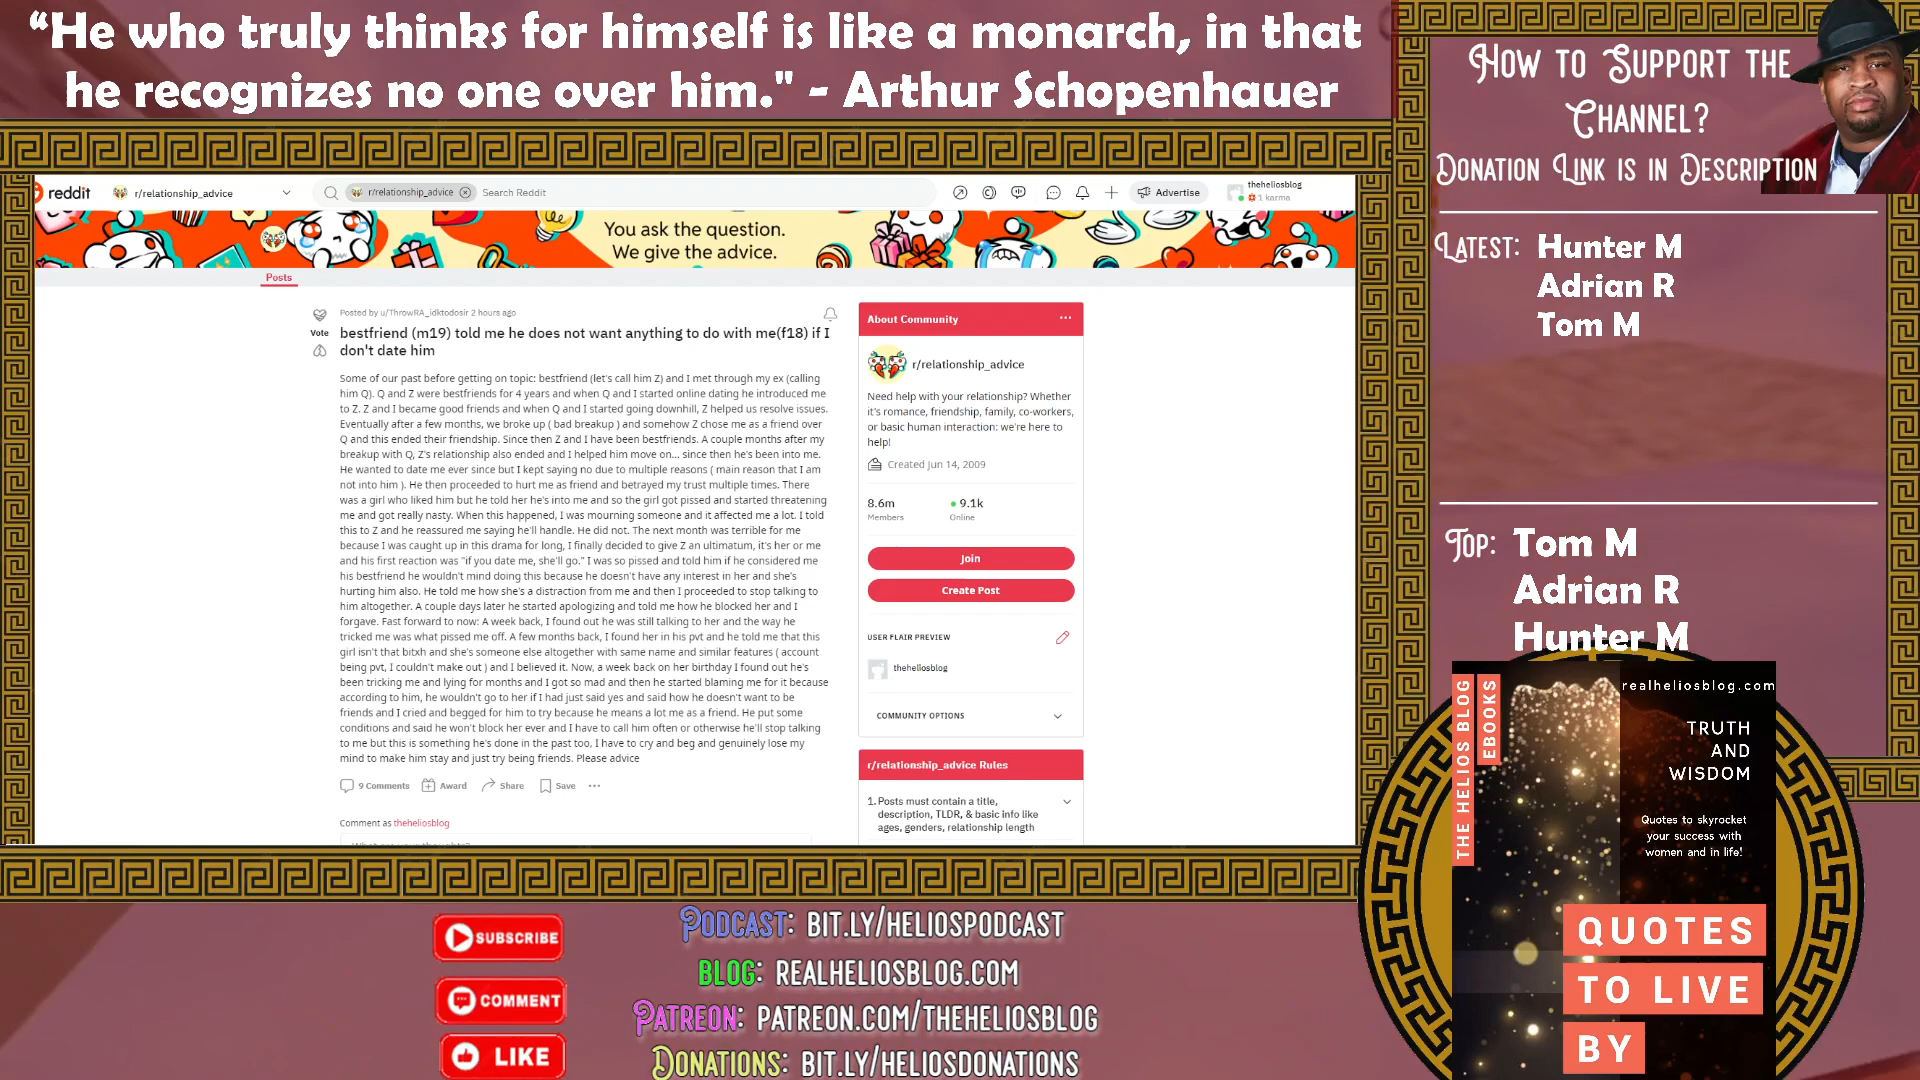 “He who truly thinks for himself is like a monarch, in that
he recognizes no one over him." - Arthur Schopenhauer
How to Support the
Channel?
Donation Link is in Description
reddit
r/relationship_advice
r/relationship_advice
Search Reddit
Advertise
theheliosblog
1 karma
You ask the question.
We give the advice.
Posts
Latest: Hunter M
Adrian R
Tom M
Posted by u/ThrowRA_idktodosir 2 hours ago
Vote
bestfriend (m19) told me he does not want anything to do with me(f18) if I
don't date him
Some of our past before getting on topic: bestfriend (let's call him Z) and I met through my ex (calling
him Q). Q and Z were bestfriends for 4 years and when Q and I started online dating he introduced me
to Z. Z and I became good friends and when Q and I started going downhill, Z helped us resolve issues.
Eventually after a few months, we broke up ( bad breakup ) and somehow Z chose me as a friend over
Q and this ended their friendship. Since then Z and I have been bestfriends. A couple months after my
breakup with Q, Z's relationship also ended and I helped him move on... since then he's been into me.
He wanted to date me ever since but I kept saying no due to multiple reasons ( main reason that I am
not into him ). He then proceeded to hurt me as friend and betrayed my trust multiple times. There
was a girl who liked him but he told her he's into me and so the girl got pissed and started threatening
me and got really nasty. When this happened, I was mourning someone and it affected me a lot. I told
this to Z and he reassured me saying he'll handle. He did not. The next month was terrible for me
because I was caught up in this drama for long, I finally decided to give Z an ultimatum, it's her or me
and his first reaction was "if you date me, she'll go." I was so pissed and told him if he considered me
his bestfriend he wouldn't mind doing this because he doesn't have any interest in her and she's
hurting him also. He told me how she's a distraction from me and then I proceeded to stop talking to
him altogether. A couple days later he started apologizing and told me how he blocked her and I
forgave. Fast forward to now: A week back, I found out he was still talking to her and the way he
tricked me was what pissed me off. A few months back, I found her in his pvt and he told me that this
girl isn't that bitxh and she's someone else altogether with same name and similar features ( account
being pvt, I couldn't make out ) and I believed it. Now, a week back on her birthday I found out he's
been tricking me and lying for months and I got so mad and then he started blaming me for it because
according to him, he wouldn't go to her if I had just said yes and said how he doesn't want to be
friends and I cried and begged for him to try because he means a lot me as a friend. He put some
conditions and said he won't block her ever and I have to call him often or otherwise he'll stop talking
to me but this is something he's done in the past too, I have to cry and beg and genuinely lose my
mind to make him stay and just try being friends. Please advice
9 Comments
Award
Share
Save
Comment as theheliosblog
About Community
r/relationship_advice
Need help with your relationship? Whether
it's romance, friendship, family, co-workers,
or basic human interaction: we're here to
help!
Created Jun 14, 2009
8.6m
9.1k
Members
Online
Join
Create Post
USER FLAIR PREVIEW
theheliosblog
COMMUNITY OPTIONS
r/relationship_advice Rules
1. Posts must contain a title,
description, TLDR, & basic info like
ages, genders, relationship length
Top: Tom M
Adrian R
Hunter M
THE HELIOS BLOG
EBOOKS
realheliosblog.com
TRUTH
AND
WISDOM
Quotes to skyrocket
your success with
women and in life!
QUOTES
TO LIVE
BY
SUBSCRIBE
COMMENT
LIKE
Podcast: bit.ly/heliospodcast
Blog: realheliosblog.com
Patreon: patreon.com/theheliosblog
Donations: bit.ly/heliosdonations